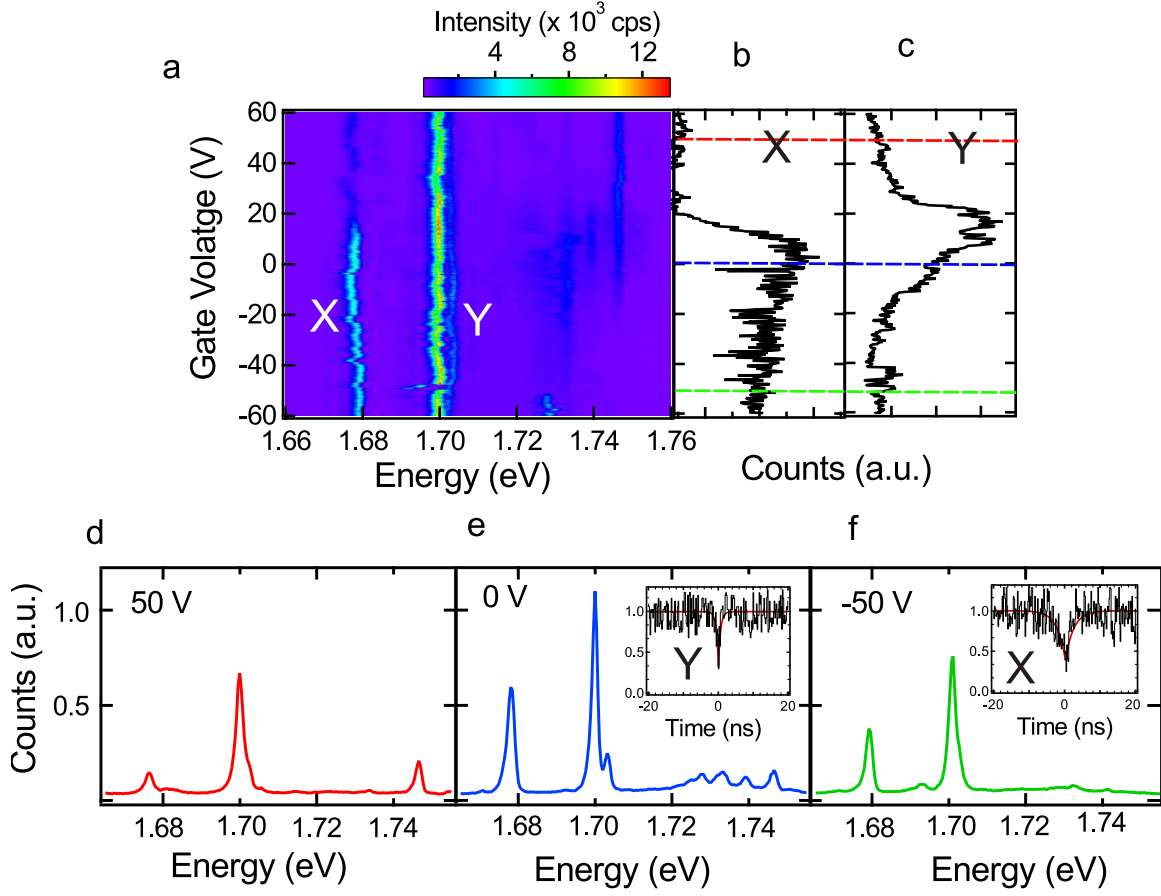 Intensity (x 10³ cps)
4 8 12
a
b
c
Gate Volatge (V)
60
40
20
0
-20
-40
-60
X
Y
X
Y
1.66 1.68 1.70 1.72 1.74 1.76
Energy (eV)
Counts (a.u.)
d
e
f
Counts (a.u.)
1.0
0.5
50 V
0 V
-50 V
1.0
0.5
0.0
Y
-20 0 20
Time (ns)
1.0
0.5
0.0
X
-20 0 20
Time (ns)
1.68 1.70 1.72 1.74
1.68 1.70 1.72 1.74
1.68 1.70 1.72 1.74
Energy (eV)
Energy (eV)
Energy (eV)